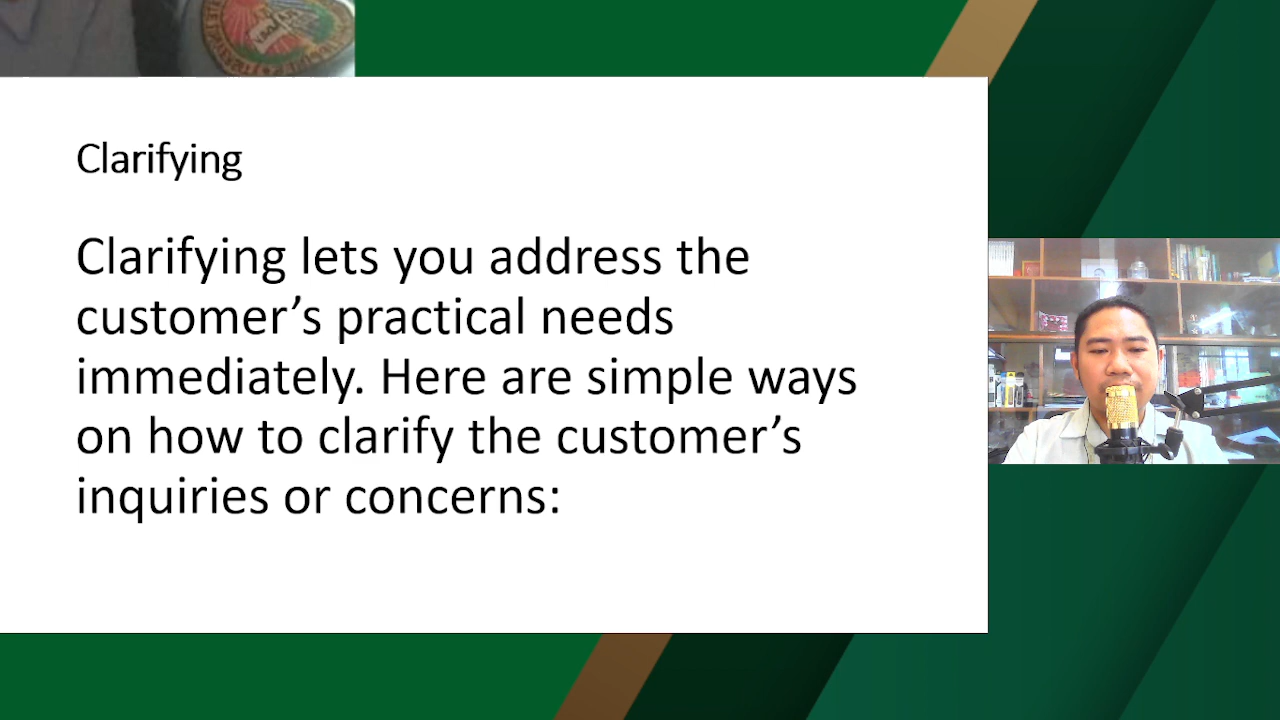 Clarifying
Clarifying lets you address the
customer’s practical needs
immediately. Here are simple ways
on how to clarify the customer’s
inquiries or concerns: